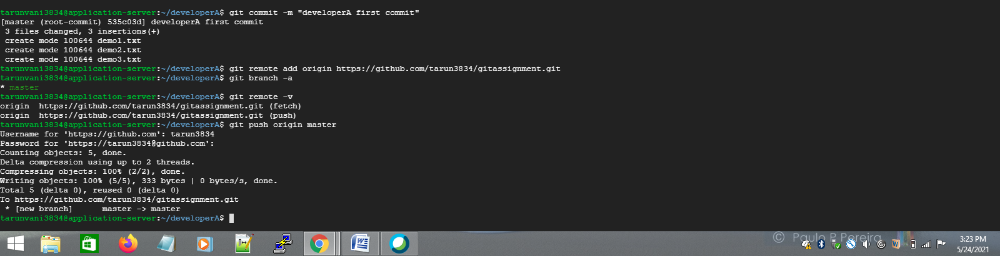 tarunvani3834@application-server:~/developerA$ git commit -m "developerA first commit"
[master (root-commit) 535c03d] developerA first commit
 3 files changed, 3 insertions(+)
 create mode 100644 demo1.txt
 create mode 100644 demo2.txt
 create mode 100644 demo3.txt
tarunvani3834@application-server:~/developerA$ git remote add origin https://github.com/tarun3834/gitassignment.git
tarunvani3834@application-server:~/developerA$ git branch -a
* master
tarunvani3834@application-server:~/developerA$ git remote -v
origin  https://github.com/tarun3834/gitassignment.git (fetch)
origin  https://github.com/tarun3834/gitassignment.git (push)
tarunvani3834@application-server:~/developerA$ git push origin master
Username for 'https://github.com': tarun3834
Password for 'https://tarun3834@github.com':
Counting objects: 5, done.
Delta compression using up to 2 threads.
Compressing objects: 100% (2/2), done.
Writing objects: 100% (5/5), 333 bytes | 0 bytes/s, done.
Total 5 (delta 0), reused 0 (delta 0)
To https://github.com/tarun3834/gitassignment.git
 * [new branch]      master -> master
tarunvani3834@application-server:~/developerA$
© Paulo P Pereira
3:23 PM
5/24/2021